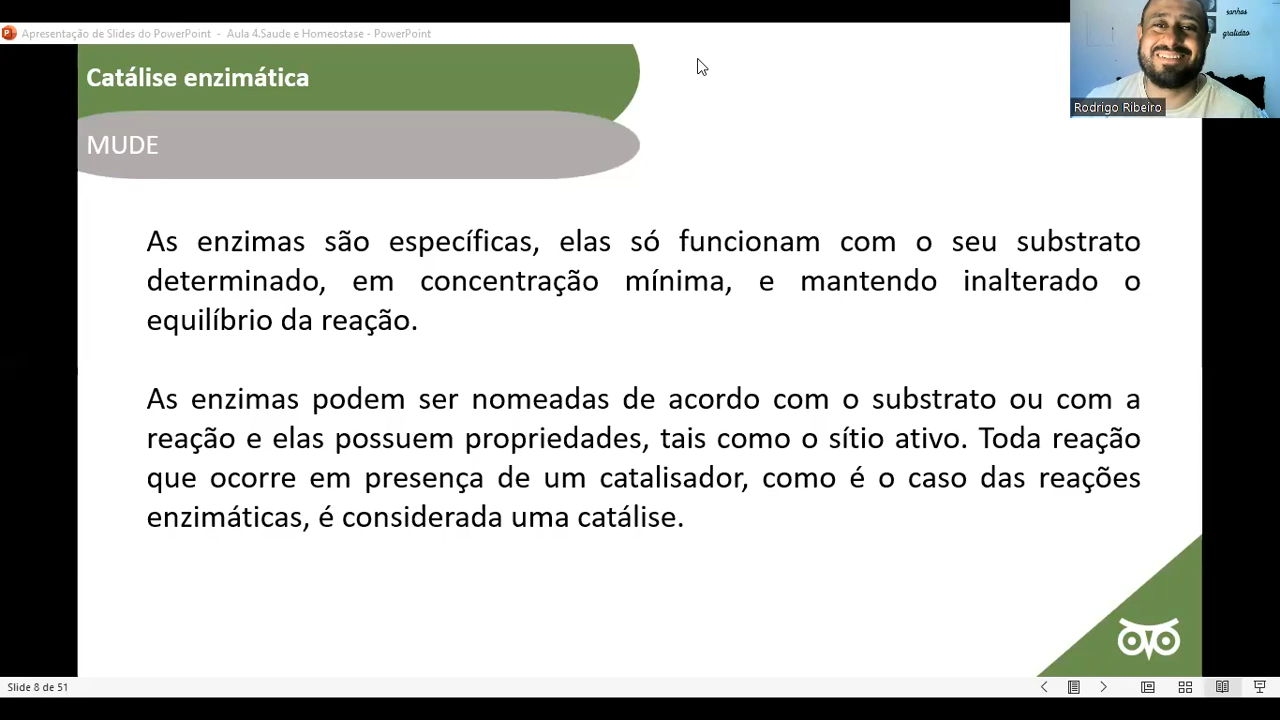 Apresentação de Slides do PowerPoint - Aula 4.Saude e Homeostase - PowerPoint
sonhos
gratidão
Rodrigo Ribeiro
Catálise enzimática
MUDE
As enzimas são específicas, elas só funcionam com o seu substrato
determinado, em concentração mínima, e mantendo inalterado o
equilíbrio da reação.
As enzimas podem ser nomeadas de acordo com o substrato ou com a
reação e elas possuem propriedades, tais como o sítio ativo. Toda reação
que ocorre em presença de um catalisador, como é o caso das reações
enzimáticas, é considerada uma catálise.
Slide 8 de 51